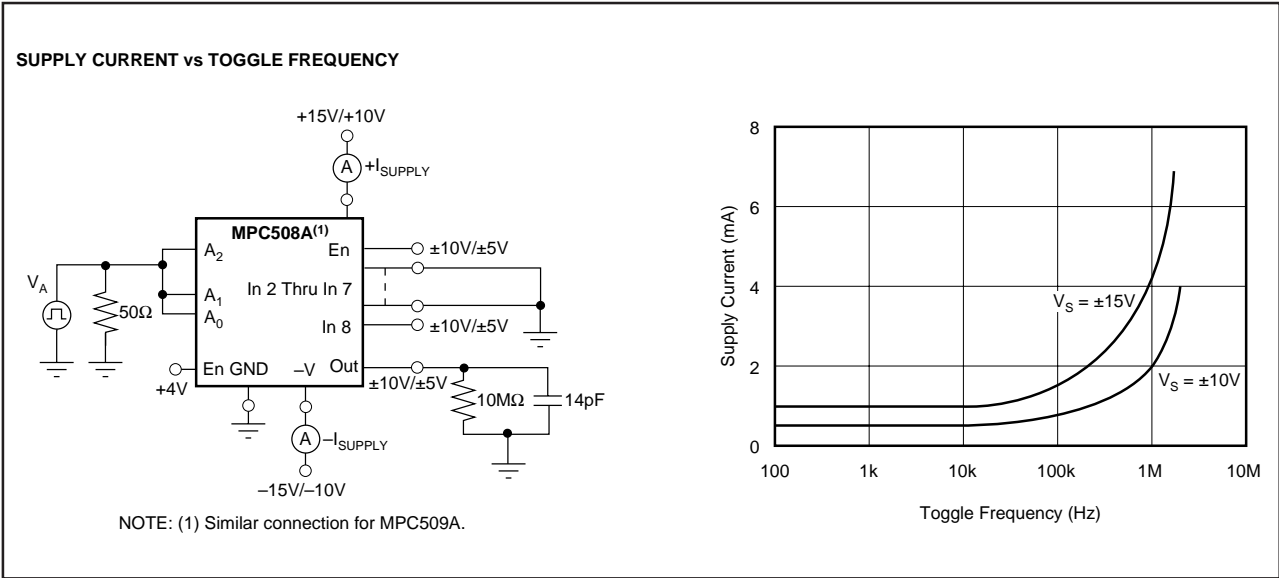 SUPPLY CURRENT vs TOGGLE FREQUENCY
+15V/+10V
A
+I_SUPPLY
MPC508A(1)
A2
En
±10V/±5V
VA
In 2 Thru In 7
A1
50Ω
A0
In 8
±10V/±5V
En GND
–V
Out
+4V
±10V/±5V
10MΩ
14pF
A
–I_SUPPLY
–15V/–10V
NOTE: (1) Similar connection for MPC509A.
8
6
4
2
0
Supply Current (mA)
VS = ±15V
VS = ±10V
100
1k
10k
100k
1M
10M
Toggle Frequency (Hz)